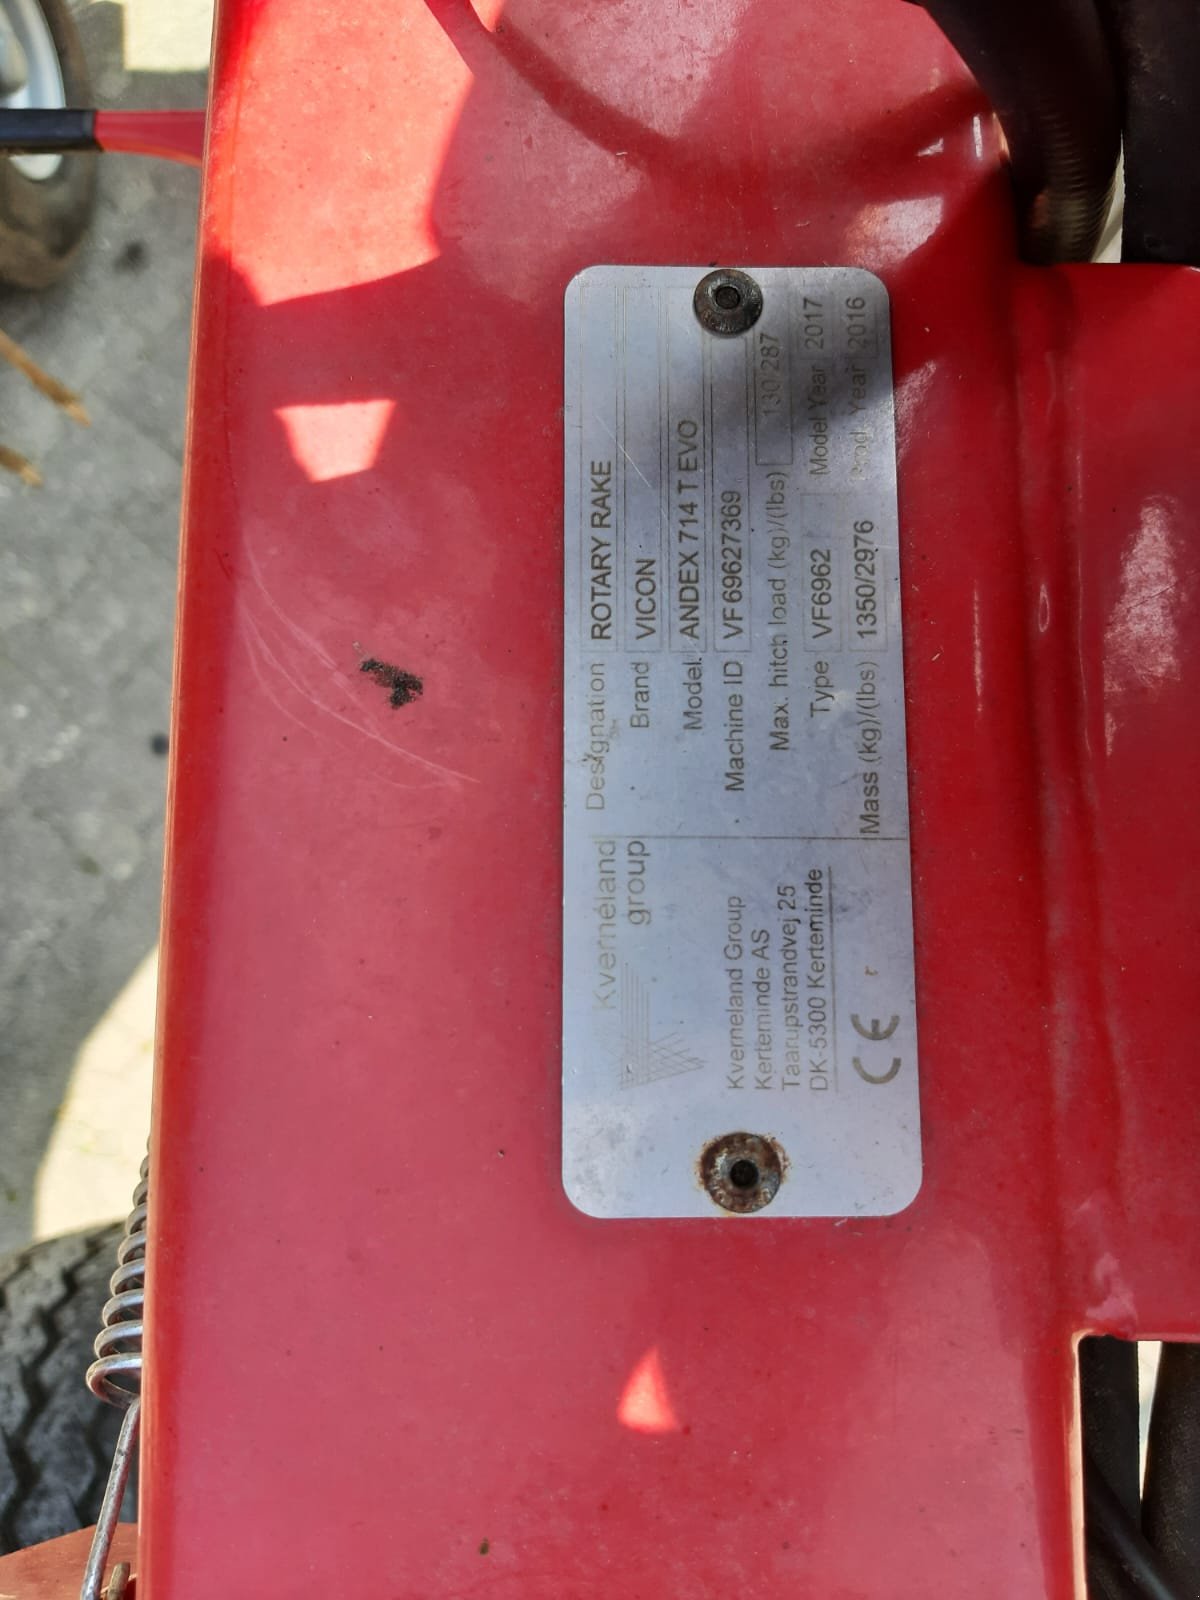 Kverneland
group
Kverneland Group
Kerteminde AS
Taarupstrandvej 25
DK-5300 Kerteminde
CE
Designation ROTARY RAKE
Brand VICON
Model ANDEX 714 T EVO
Machine ID VF69627369
Max. hitch load (kg)/(lbs) 130/287
Type VF6962 Model Year 2017
Mass (kg)/(lbs) 1350/2976 Prod. Year 2016